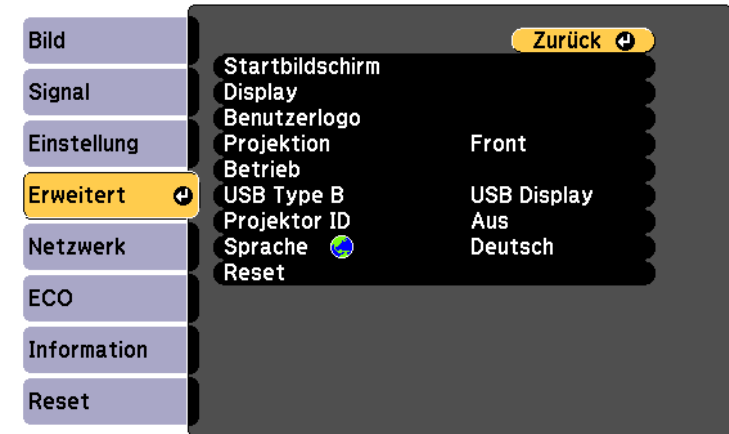 Bild
Signal
Einstellung
Erweitert
Netzwerk
ECO
Information
Reset
Zurück
Startbildschirm
Display
Benutzerlogo
Projektion Front
Betrieb
USB Type B USB Display
Projektor ID Aus
Sprache Deutsch
Reset